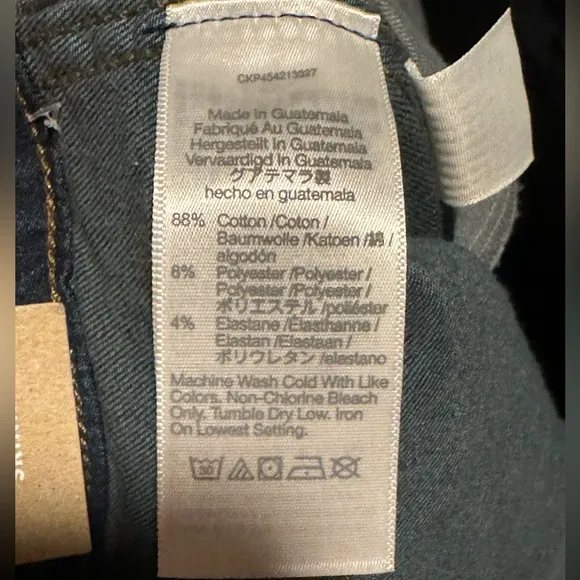 CKP454213527
Made in Guatemala
Fabriqué Au Guatemala
Hergestellt In Guatemala
Vervaardigd In Guatemala
グアテマラ製
hecho en guatemala
88% Cotton /Coton /
Baumwolle /Katoen /綿 /
algodón
8% Polyester /Polyester /
Polyester /Polyester /
ポリエステル /poliéster
4% Elastane /Élasthanne /
Elastan /Elastaan /
ポリウレタン /elastano
Machine Wash Cold With Like
Colors. Non-Chlorine Bleach
Only. Tumble Dry Low. Iron
On Lowest Setting.